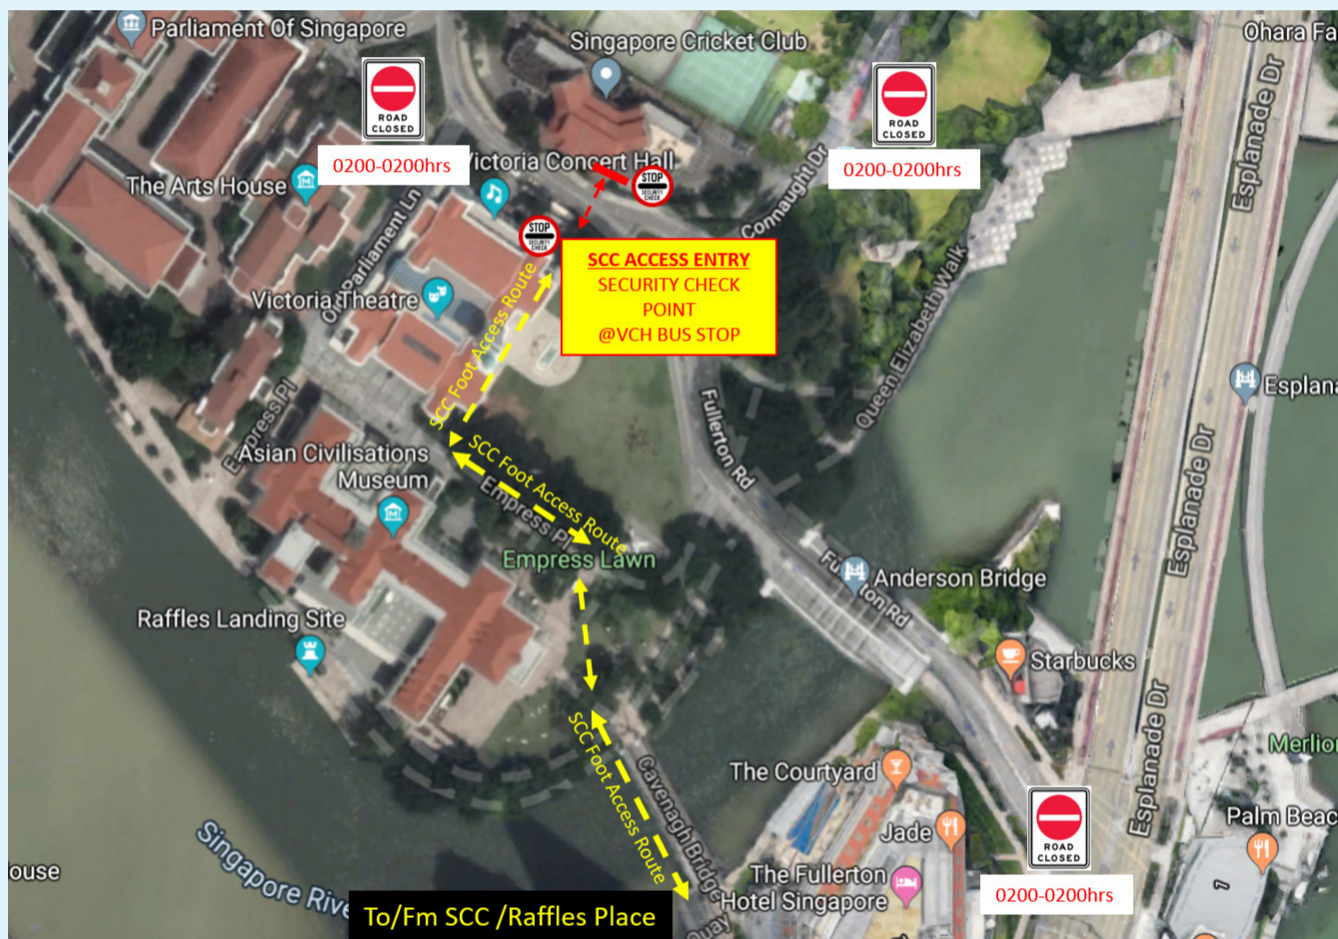 Parliament Of Singapore
Singapore Cricket Club
Ohara Fa
ROAD
CLOSED
0200-0200hrs
ROAD
CLOSED
0200-0200hrs
Esplanade Dr
Esplanade Dr
Victoria Concert Hall
The Arts House
STOP
SECURITY
CHECK
STOP
SECURITY
CHECK
Connaught Dr
Parliament Ln
SCC ACCESS ENTRY
SECURITY CHECK
POINT
@VCH BUS STOP
Victoria Theatre
SCC Foot Access Route
Queen Elizabeth Walk
Esplana
Fullerton Rd
Empress Pl
Asian Civilisations
Museum
SCC Foot Access Route
Empress Pl
Esplanade Dr
Empress Lawn
Anderson Bridge
Fullerton Rd
Raffles Landing Site
Starbucks
SCC Foot Access Route
Cavenagh Bridge
Esplanade Dr
Merlion
The Courtyard
Jade
ROAD
CLOSED
0200-0200hrs
Palm Beac
The Fullerton
Hotel Singapore
ouse
Singapore Rive
To/Fm SCC /Raffles Place
Quay